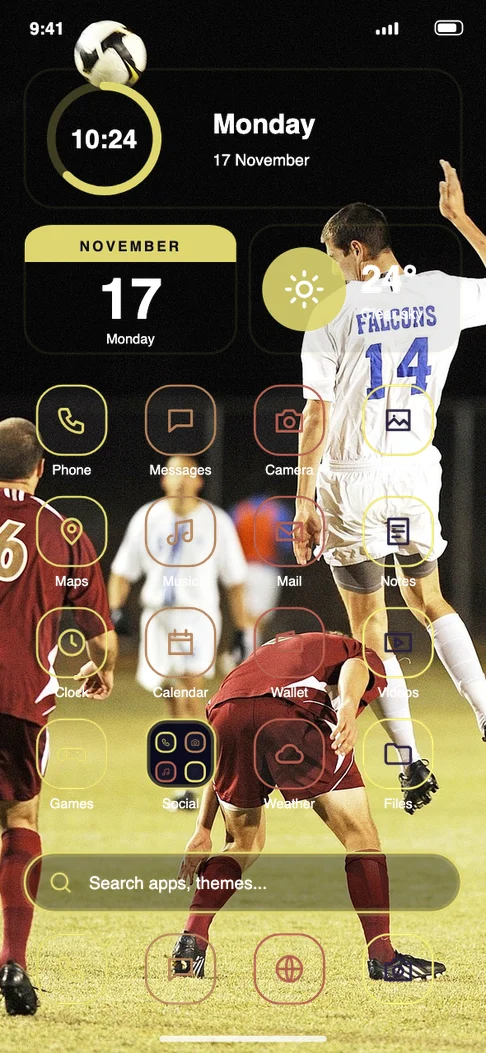 9:41
10:24
Monday
17 November
NOVEMBER
17
Monday
24°
FALCONS
14
Phone
Messages
Camera
6
Maps
Music
Mail
Notes
Clock
Calendar
Wallet
Videos
Games
Social
Weather
Files
Search apps, themes...